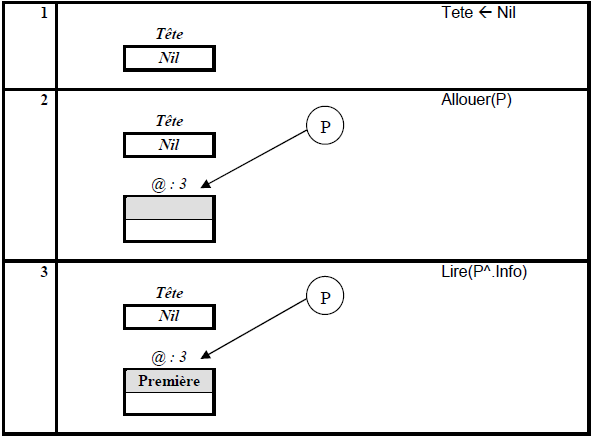 1 Tete ← Nil
Tête
Nil
2 Allouer(P)
Tête
P
Nil
@ : 3
3 Lire(P^.Info)
Tête
P
Nil
@ : 3
Première